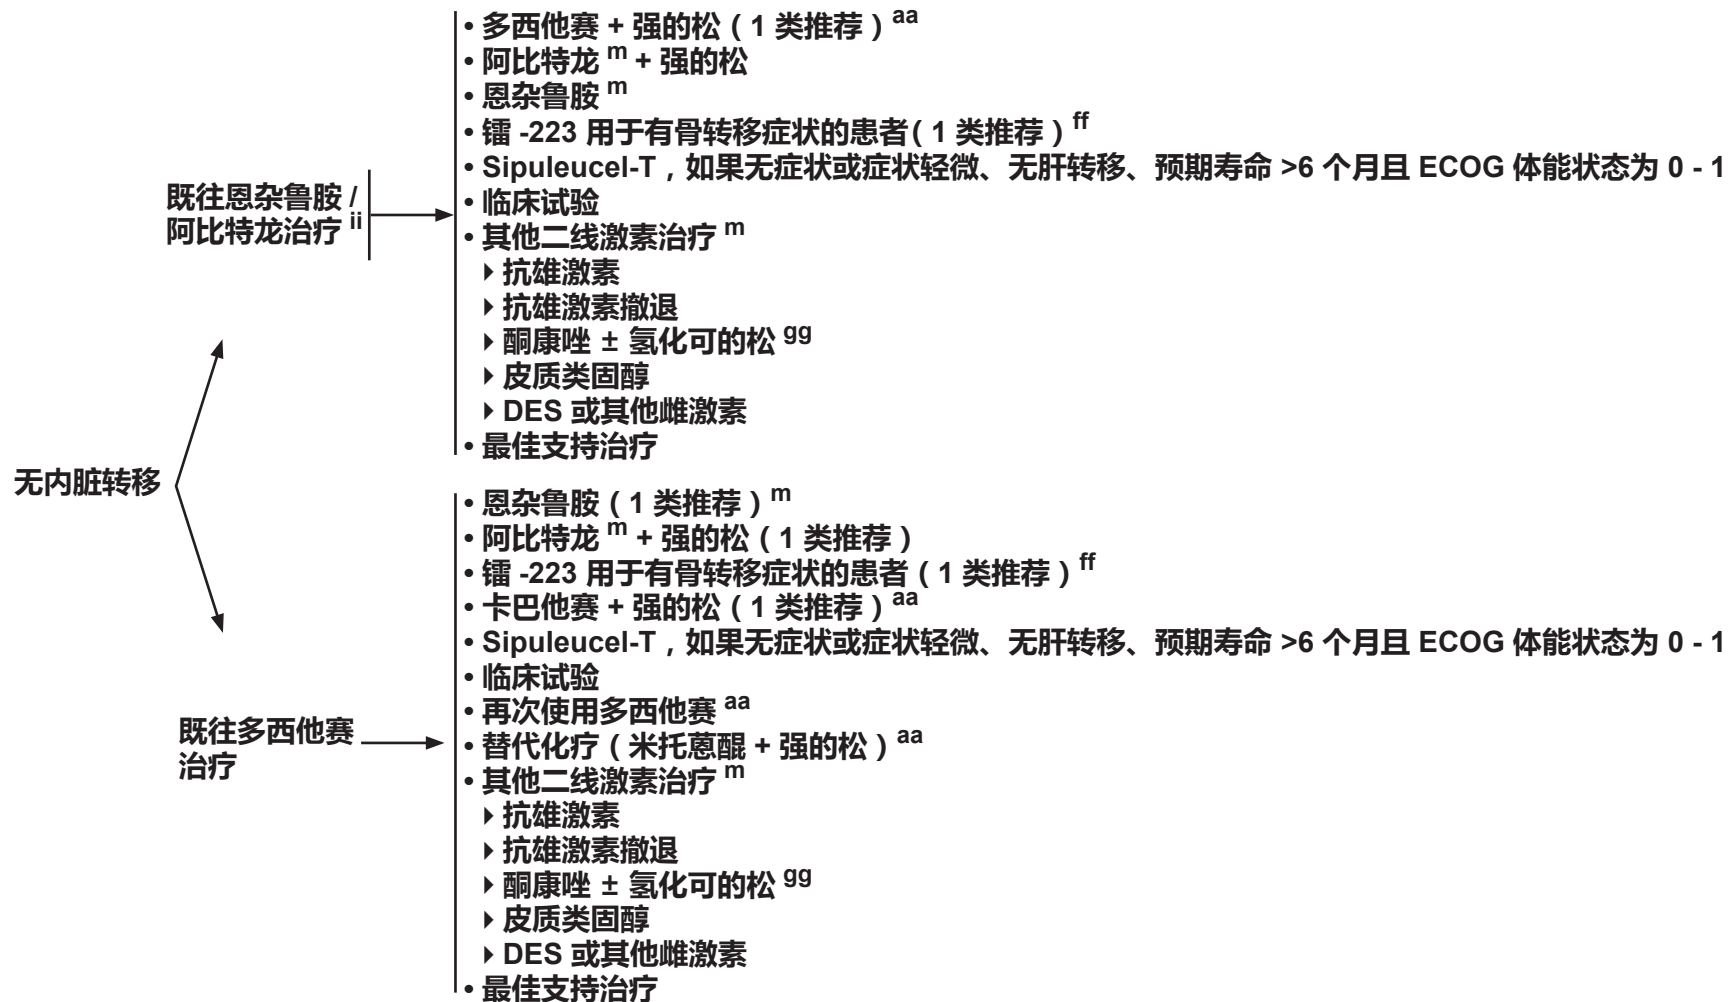 • 多西他赛 + 强的松（1 类推荐）aa
• 阿比特龙 m + 强的松
• 恩杂鲁胺 m
• 镭 -223 用于有骨转移症状的患者（1 类推荐）ff
• Sipuleucel-T，如果无症状或症状轻微、无肝转移、预期寿命 >6 个月且 ECOG 体能状态为 0 - 1
• 临床试验
• 其他二线激素治疗 m
▸ 抗雄激素
▸ 抗雄激素撤退
▸ 酮康唑 ± 氢化可的松 gg
▸ 皮质类固醇
▸ DES 或其他雌激素
• 最佳支持治疗
既往恩杂鲁胺 /
阿比特龙治疗 ii
无内脏转移
• 恩杂鲁胺（1 类推荐）m
• 阿比特龙 m + 强的松（1 类推荐）
• 镭 -223 用于有骨转移症状的患者（1 类推荐）ff
• 卡巴他赛 + 强的松（1 类推荐）aa
• Sipuleucel-T，如果无症状或症状轻微、无肝转移、预期寿命 >6 个月且 ECOG 体能状态为 0 - 1
• 临床试验
• 再次使用多西他赛 aa
• 替代化疗（米托蒽醌 + 强的松）aa
• 其他二线激素治疗 m
▸ 抗雄激素
▸ 抗雄激素撤退
▸ 酮康唑 ± 氢化可的松 gg
▸ 皮质类固醇
▸ DES 或其他雌激素
• 最佳支持治疗
既往多西他赛
治疗